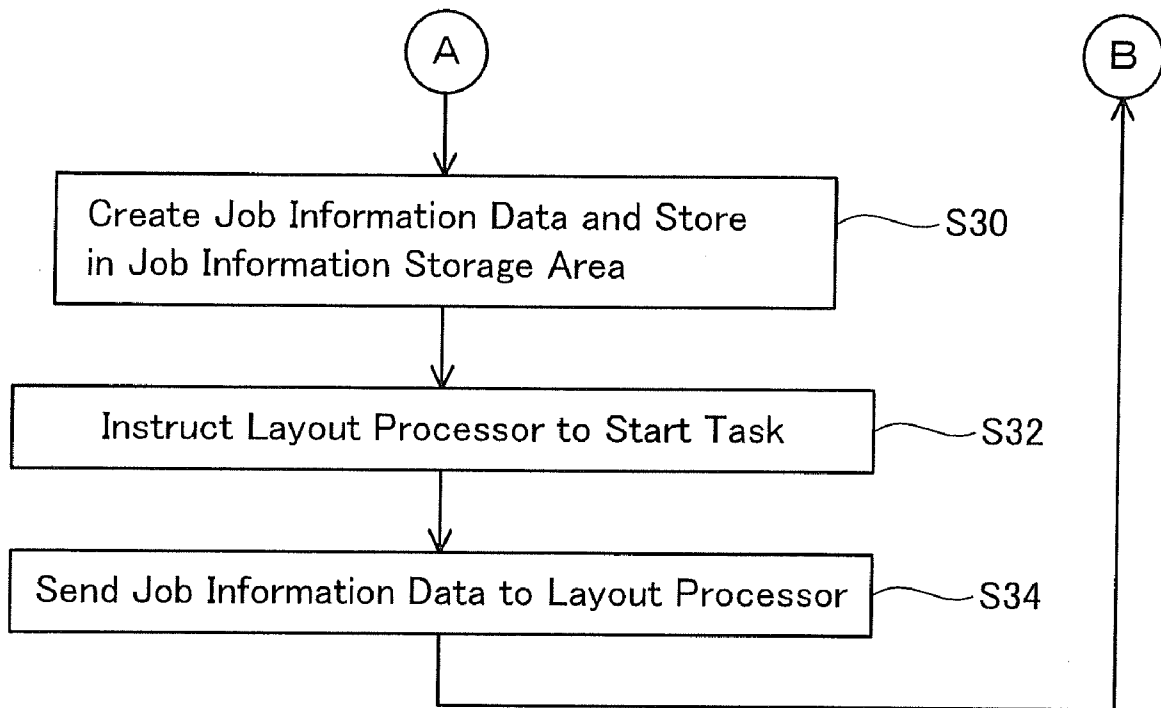 A
B
Create Job Information Data and Store
in Job Information Storage Area
S30
Instruct Layout Processor to Start Task
S32
Send Job Information Data to Layout Processor
S34